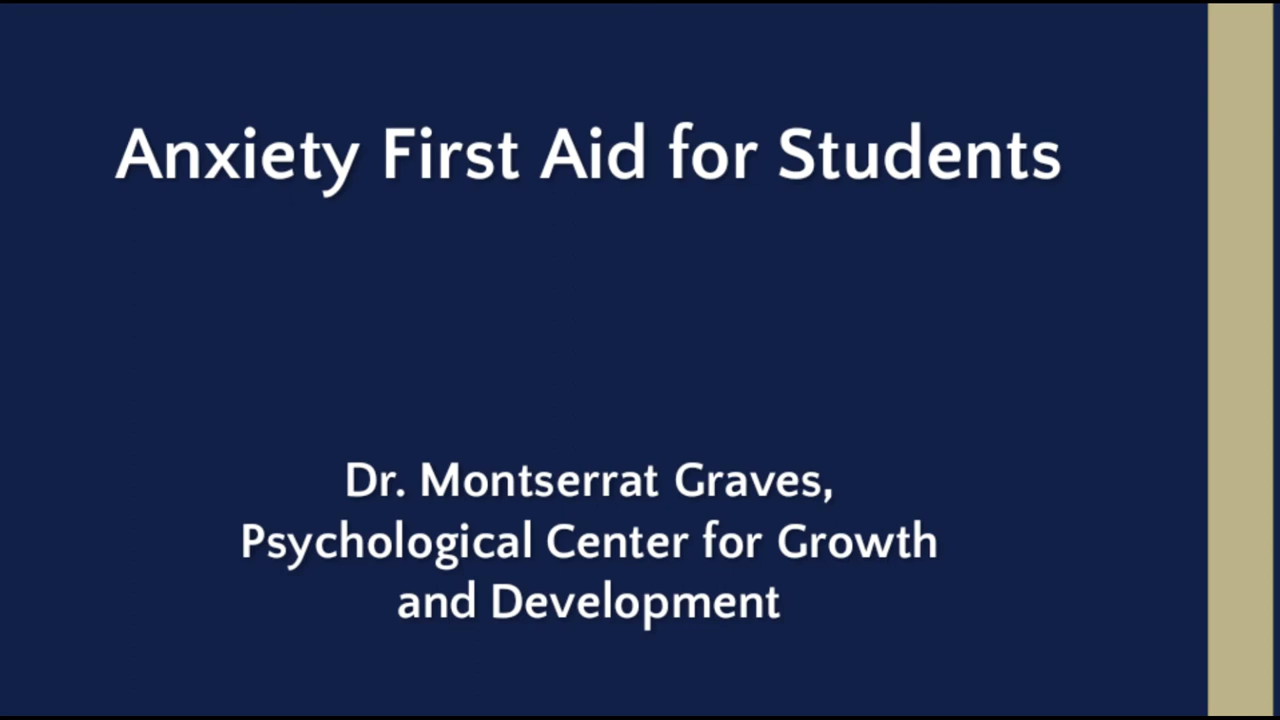 Anxiety First Aid for Students
Dr. Montserrat Graves,
Psychological Center for Growth
and Development